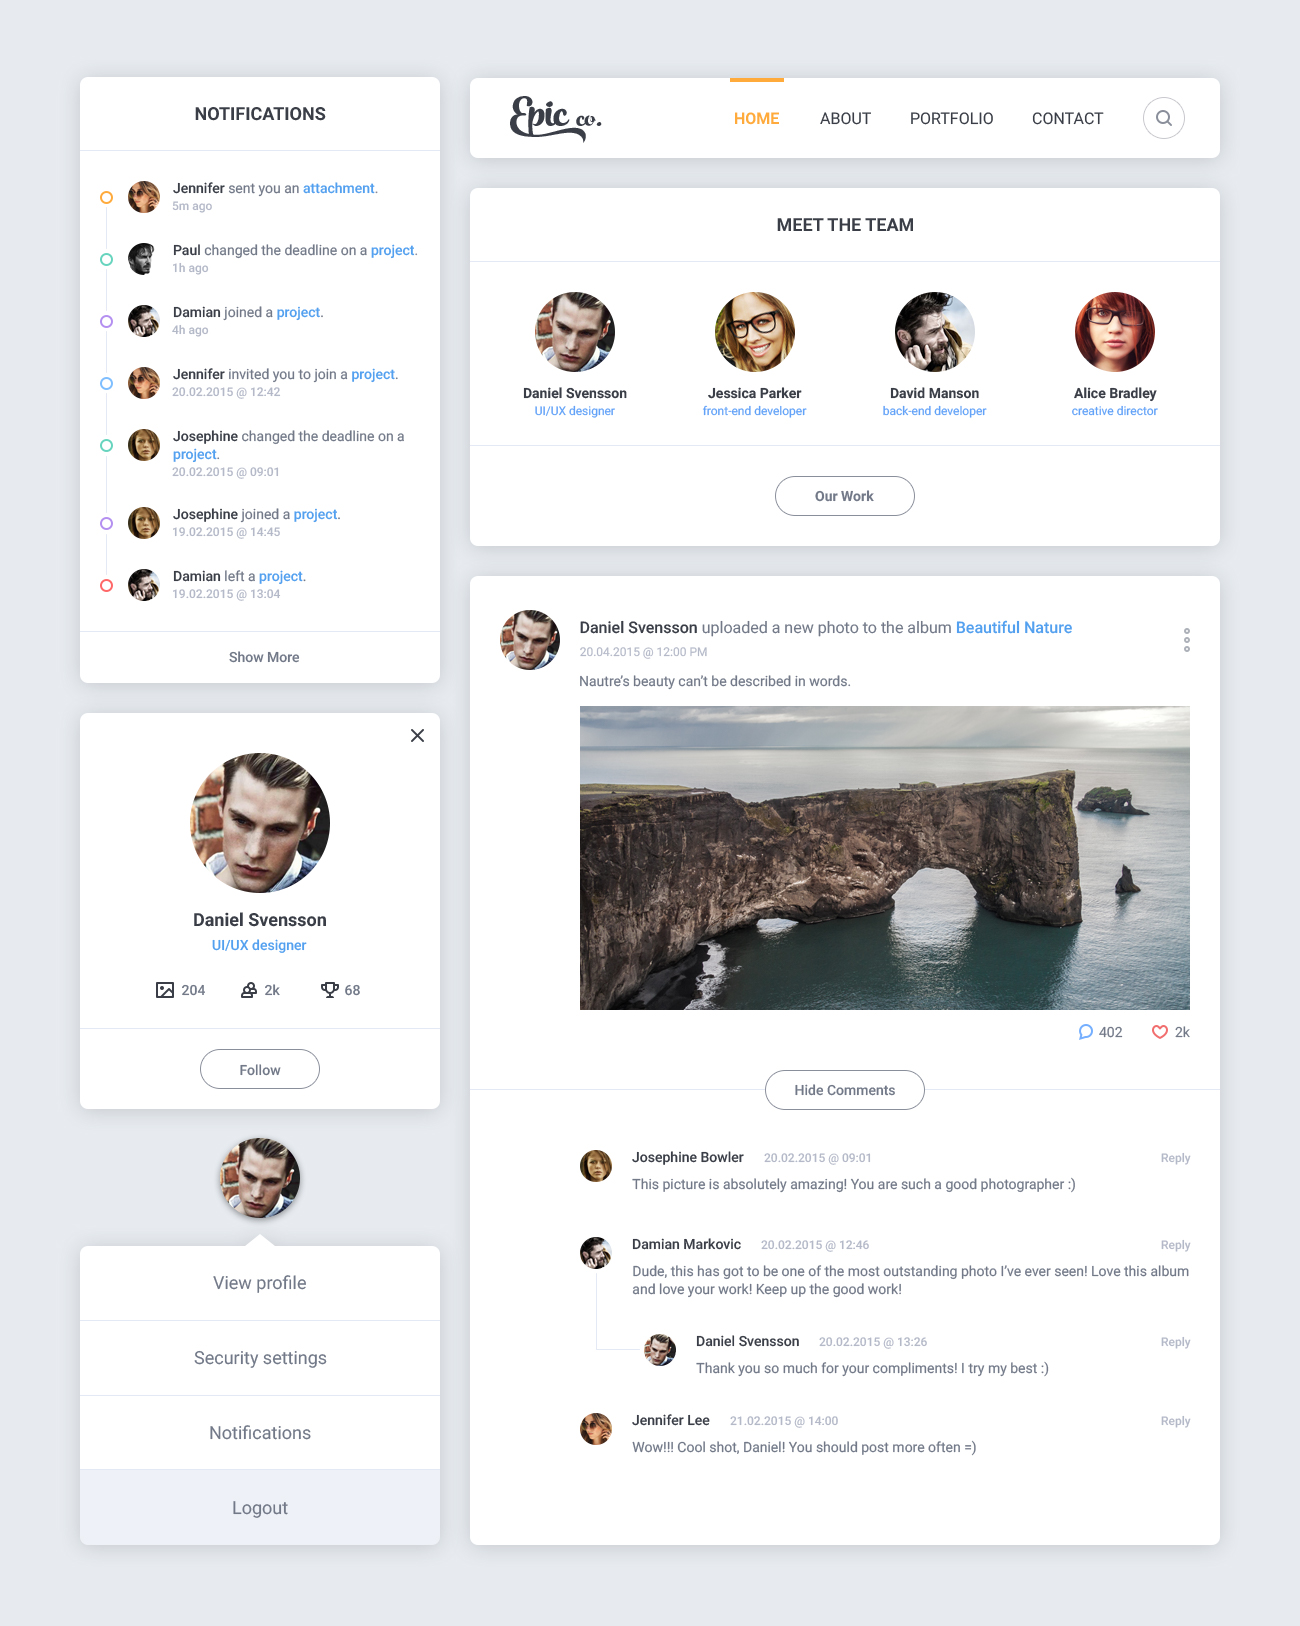 NOTIFICATIONS
Jennifer sent you an attachment.
5m ago
Paul changed the deadline on a project.
1h ago
Damian joined a project.
4h ago
Jennifer invited you to join a project.
20.02.2015 @ 12:42
Josephine changed the deadline on a
project.
20.02.2015 @ 09:01
Josephine joined a project.
19.02.2015 @ 14:45
Damian left a project.
19.02.2015 @ 13:04
Show More
Daniel Svensson
UI/UX designer
204 2k 68
Follow
View profile
Security settings
Notifications
Logout
Epic co. HOME ABOUT PORTFOLIO CONTACT
MEET THE TEAM
Daniel Svensson Jessica Parker David Manson Alice Bradley
UI/UX designer front-end developer back-end developer creative director
Our Work
Daniel Svensson uploaded a new photo to the album Beautiful Nature
20.04.2015 @ 12:00 PM
Nautre’s beauty can’t be described in words.
402 2k
Hide Comments
Josephine Bowler 20.02.2015 @ 09:01 Reply
This picture is absolutely amazing! You are such a good photographer :)
Damian Markovic 20.02.2015 @ 12:46 Reply
Dude, this has got to be one of the most outstanding photo I’ve ever seen! Love this album
and love your work! Keep up the good work!
Daniel Svensson 20.02.2015 @ 13:26 Reply
Thank you so much for your compliments! I try my best :)
Jennifer Lee 21.02.2015 @ 14:00 Reply
Wow!!! Cool shot, Daniel! You should post more often =)